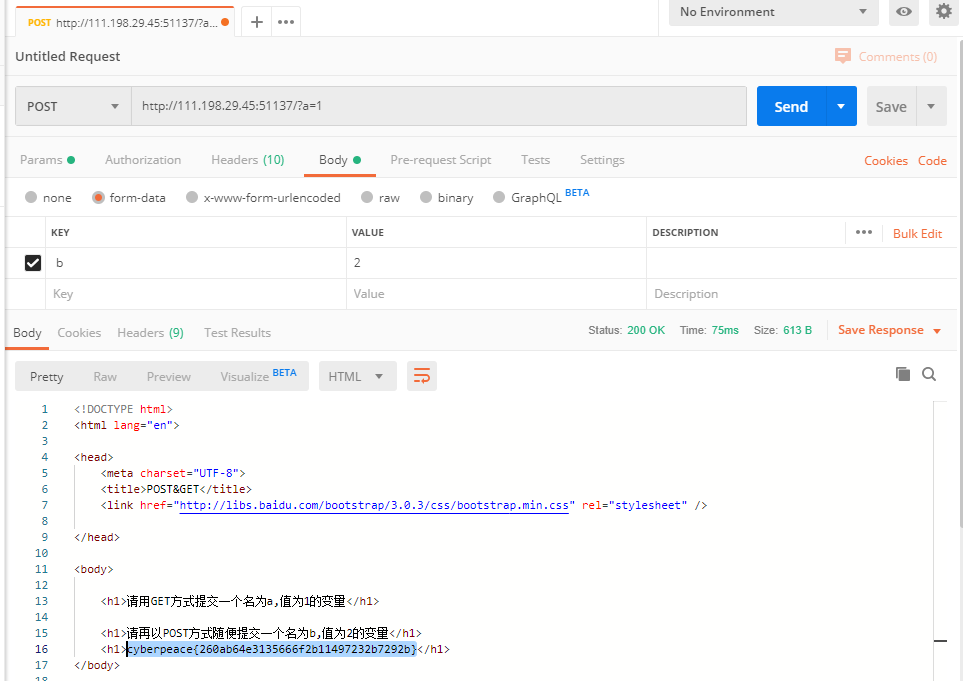 POST http://111.198.29.45:51137/?a... + •••
No Environment
Untitled Request
Comments (0)
POST http://111.198.29.45:51137/?a=1 Send Save
Params Authorization Headers (10) Body Pre-request Script Tests Settings Cookies Code
none form-data x-www-form-urlencoded raw binary GraphQL BETA
KEY VALUE DESCRIPTION ••• Bulk Edit
b 2
Key Value Description
Body Cookies Headers (9) Test Results Status: 200 OK Time: 75ms Size: 613 B Save Response
Pretty Raw Preview Visualize BETA HTML
1 <!DOCTYPE html>
2 <html lang="en">
3
4 <head>
5 <meta charset="UTF-8">
6 <title>POST&GET</title>
7 <link href="http://libs.baidu.com/bootstrap/3.0.3/css/bootstrap.min.css" rel="stylesheet" />
8
9 </head>
10
11 <body>
12
13 <h1>请用GET方式提交一个名为a,值为1的变量</h1>
14
15 <h1>请再以POST方式随便提交一个名为b,值为2的变量</h1>
16 <h1>cyberpeace{260ab64e3135666f2b11497232b7292b}</h1>
17 </body>
18